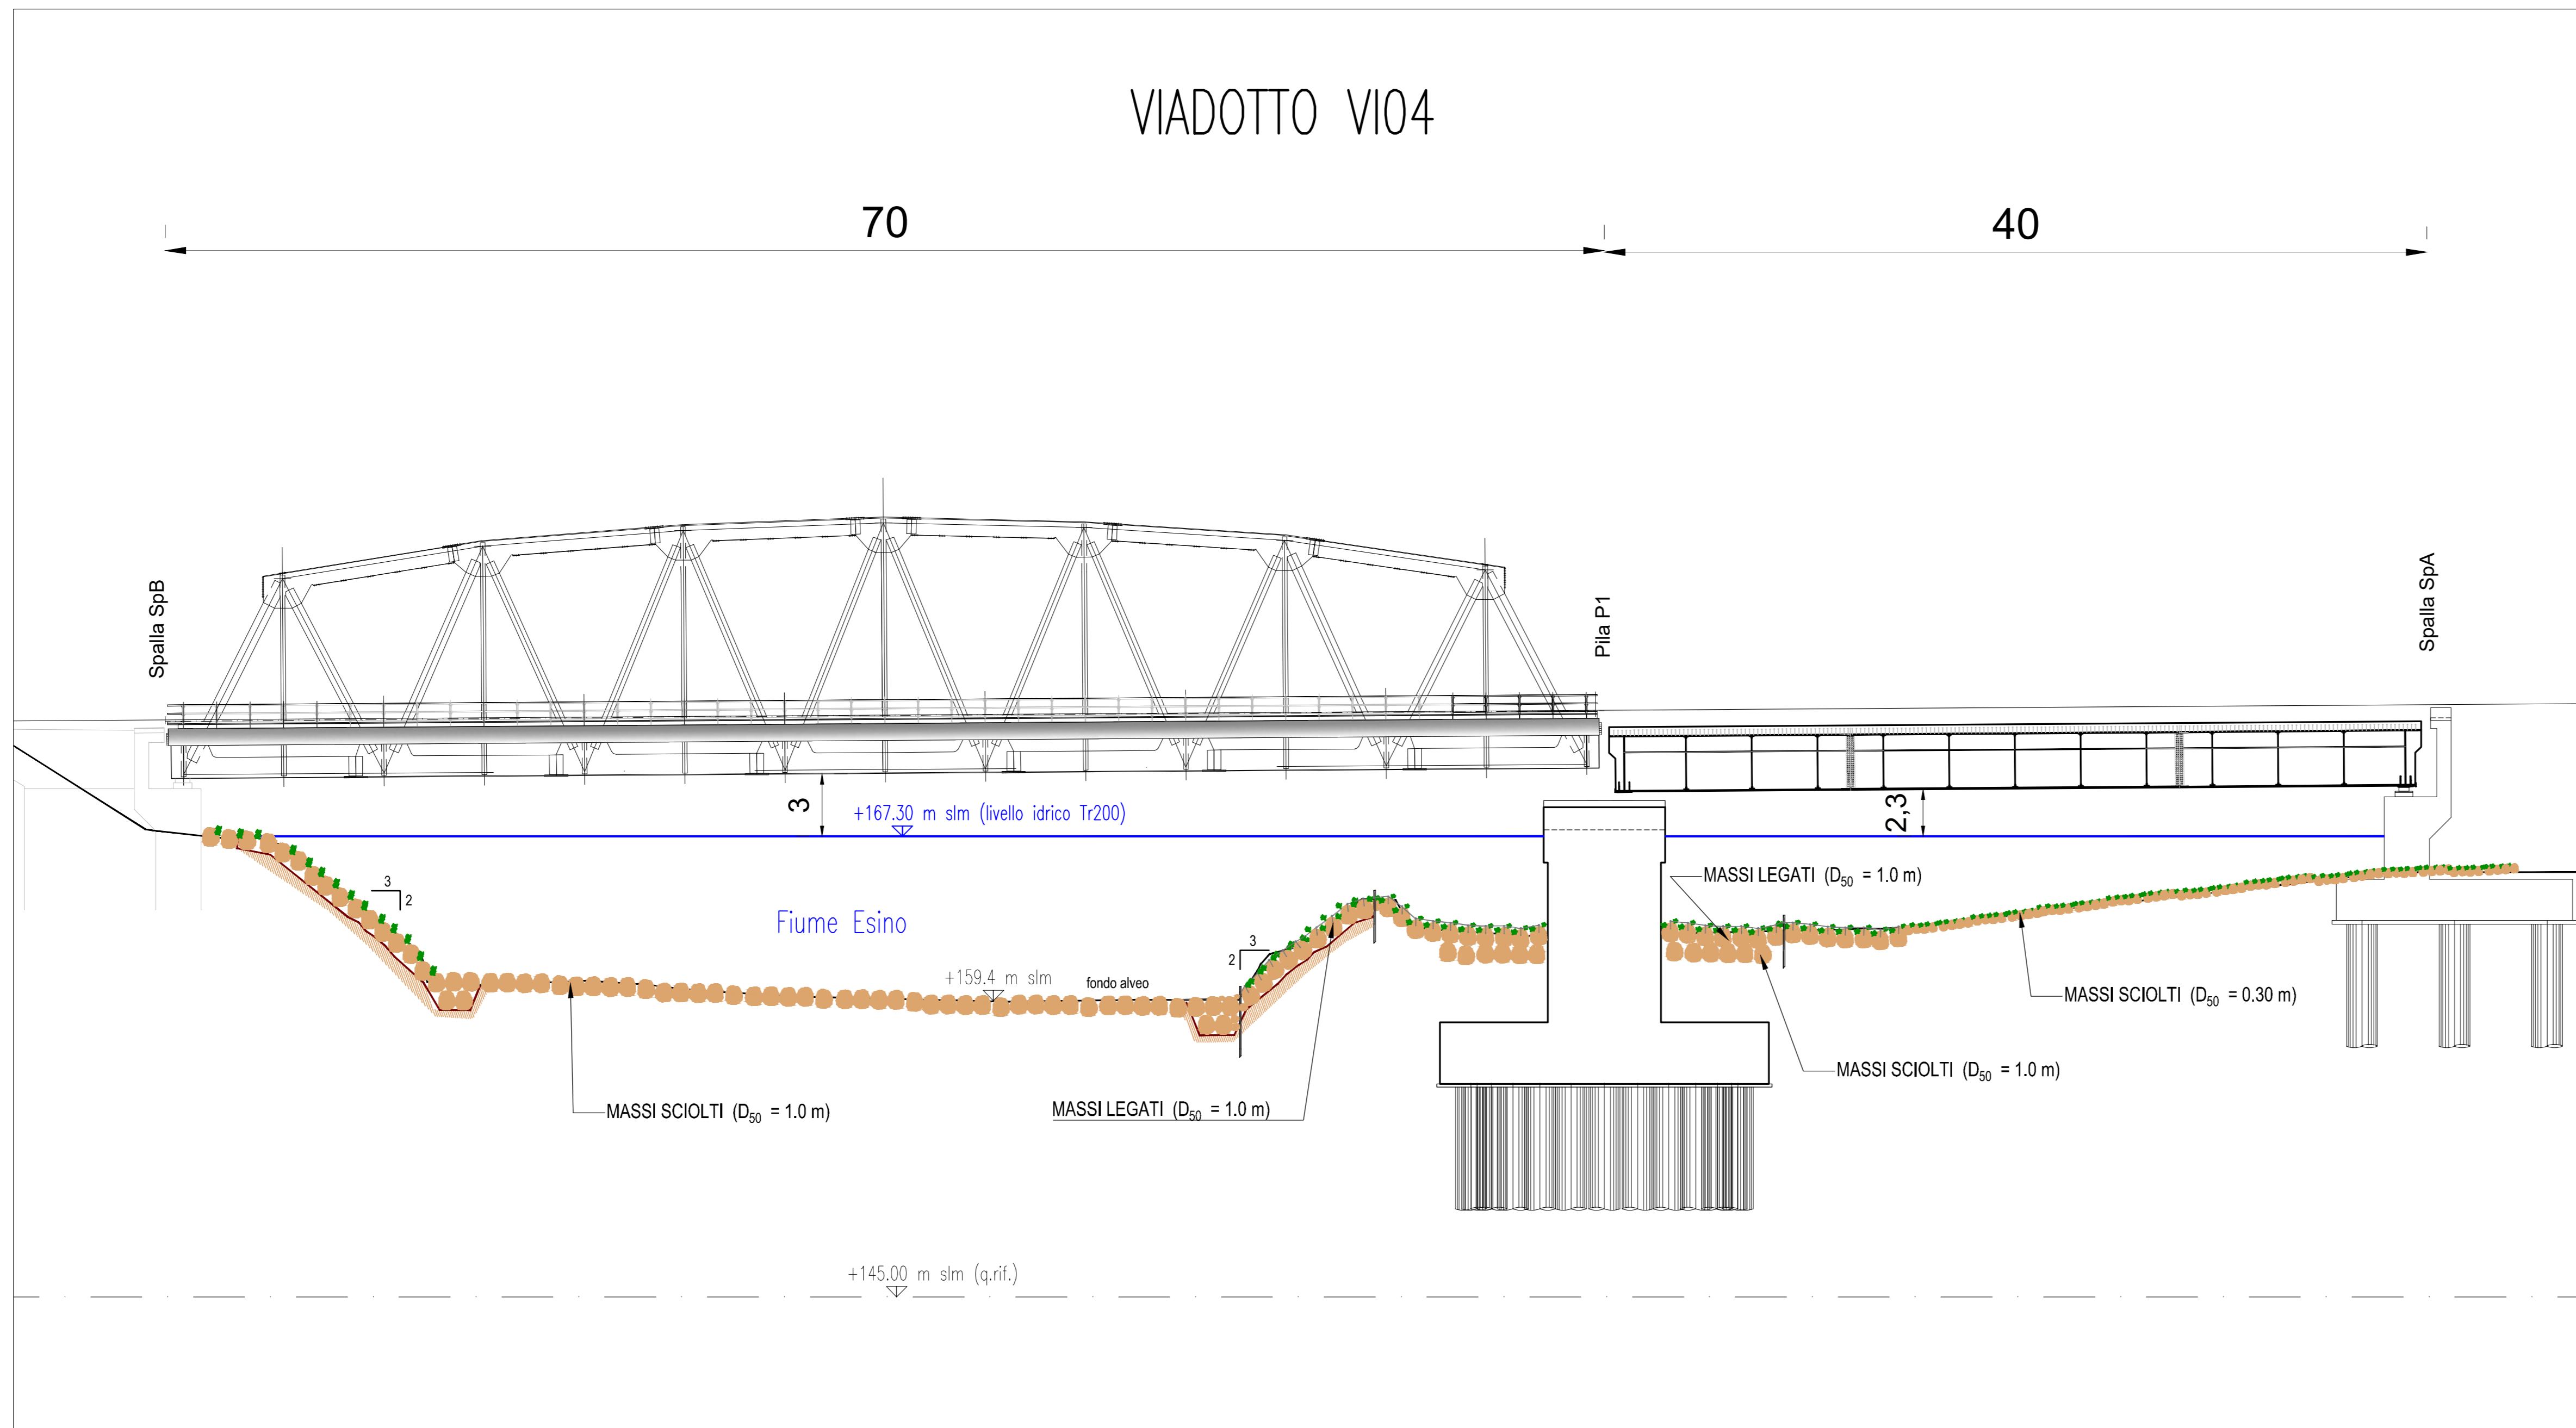 VIADOTTO VI04
70
40
Spalla SpB
Pila P1
Spalla SpA
3
+167.30 m slm (livello idrico Tr200)
2,3
3
2
Fiume Esino
MASSI LEGATI (D50 = 1.0 m)
3
2
+159.4 m slm
fondo alveo
MASSI SCIOLTI (D50 = 0.30 m)
MASSI SCIOLTI (D50 = 1.0 m)
MASSI SCIOLTI (D50 = 1.0 m)
MASSI LEGATI (D50 = 1.0 m)
+145.00 m slm (q.rif.)